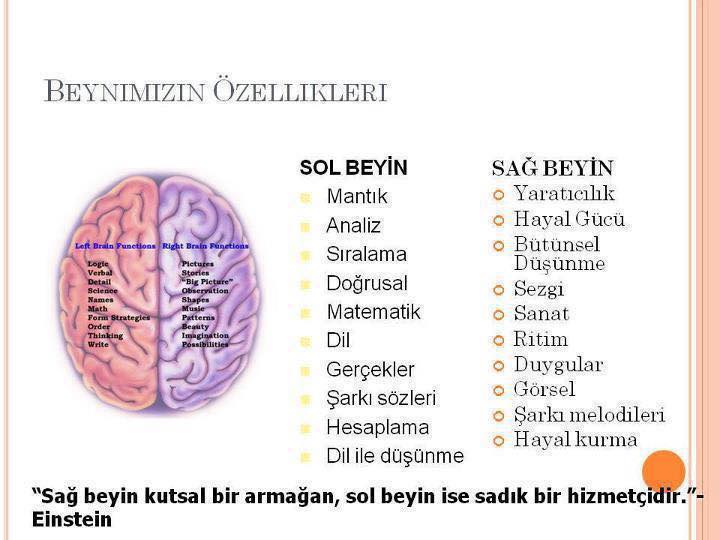 BEYNIMIZIN ÖZELLIKLERI
Left Brain Functions
Logic
Verbal
Detail
Science
Names
Math
Form Strategies
Order
Thinking
Write
Right Brain Functions
Pictures
Stories
"Big Picture"
Observation
Shapes
Music
Patterns
Beauty
Imagination
Possibilities
SOL BEYİN
Mantık
Analiz
Sıralama
Doğrusal
Matematik
Dil
Gerçekler
Şarkı sözleri
Hesaplama
Dil ile düşünme
SAĞ BEYİN
Yaratıcılık
Hayal Gücü
Bütünsel
Düşünme
Sezgi
Sanat
Ritim
Duygular
Görsel
Şarkı melodileri
Hayal kurma
“Sağ beyin kutsal bir armağan, sol beyin ise sadık bir hizmetçidir.”-
Einstein